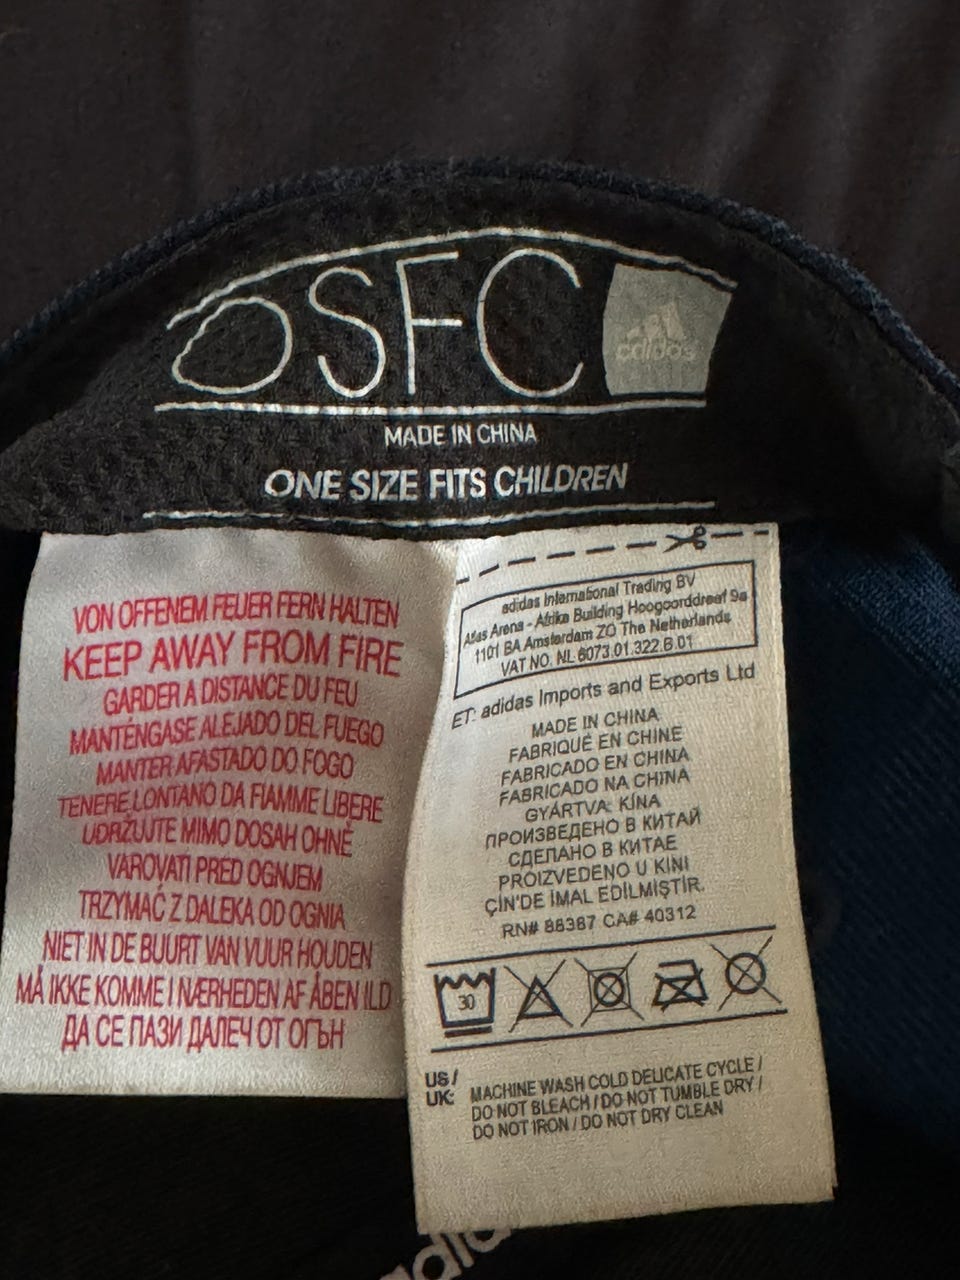 OSFC
adidas
MADE IN CHINA
ONE SIZE FITS CHILDREN
VON OFFENEM FEUER FERN HALTEN
KEEP AWAY FROM FIRE
GARDER A DISTANCE DU FEU
MANTÉNGASE ALEJADO DEL FUEGO
MANTER AFASTADO DO FOGO
TENERE LONTANO DA FIAMME LIBERE
UDRŽUJTE MIMO DOSAH OHNĚ
VAROVATI PRED OGNJEM
TRZYMAĆ Z DALEKA OD OGNIA
NIET IN DE BUURT VAN VUUR HOUDEN
MÅ IKKE KOMME I NÆRHEDEN AF ÅBEN ILD
ДА СЕ ПАЗИ ДАЛЕЧ ОТ ОГЪН
adidas International Trading BV
Atlas Arena - Afrika Building Hoogoorddreef 9a
1101 BA Amsterdam ZO The Netherlands
VAT NO. NL 8073.01.322.B.01
ET: adidas Imports and Exports Ltd
MADE IN CHINA
FABRIQUÉ EN CHINE
FABRICADO EN CHINA
FABRICADO NA CHINA
GYÁRTVA: KÍNA
ПРОИЗВЕДЕНО В КИТАЙ
СДЕЛАНО В КИТАЕ
PROIZVEDENO U KINI
ÇİN'DE İMAL EDİLMİŞTİR.
RN# 88387 CA# 40312
30
US/
UK:
MACHINE WASH COLD DELICATE CYCLE /
DO NOT BLEACH / DO NOT TUMBLE DRY /
DO NOT IRON / DO NOT DRY CLEAN
adidas